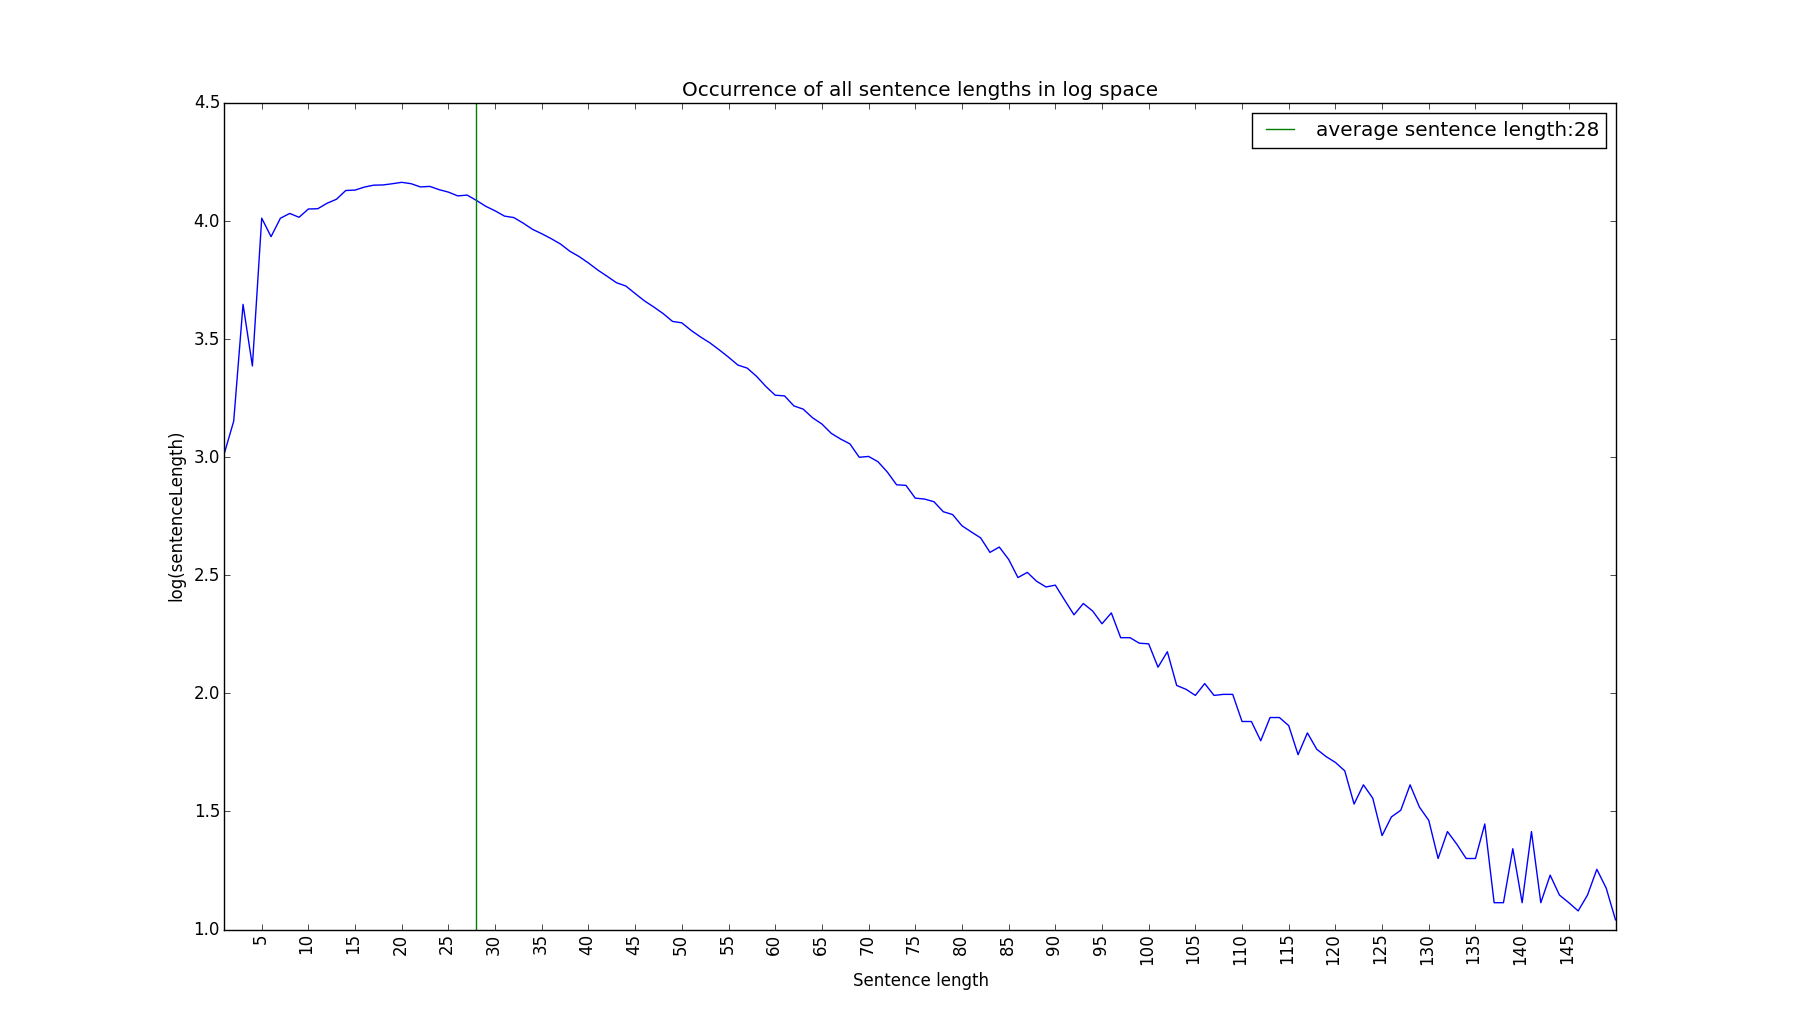 Occurrence of all sentence lengths in log space
average sentence length:28
4.5
4.0
3.5
3.0
2.5
2.0
1.5
1.0
log(sentenceLength)
5 10 15 20 25 30 35 40 45 50 55 60 65 70 75 80 85 90 95 100 105 110 115 120 125 130 135 140 145
Sentence length